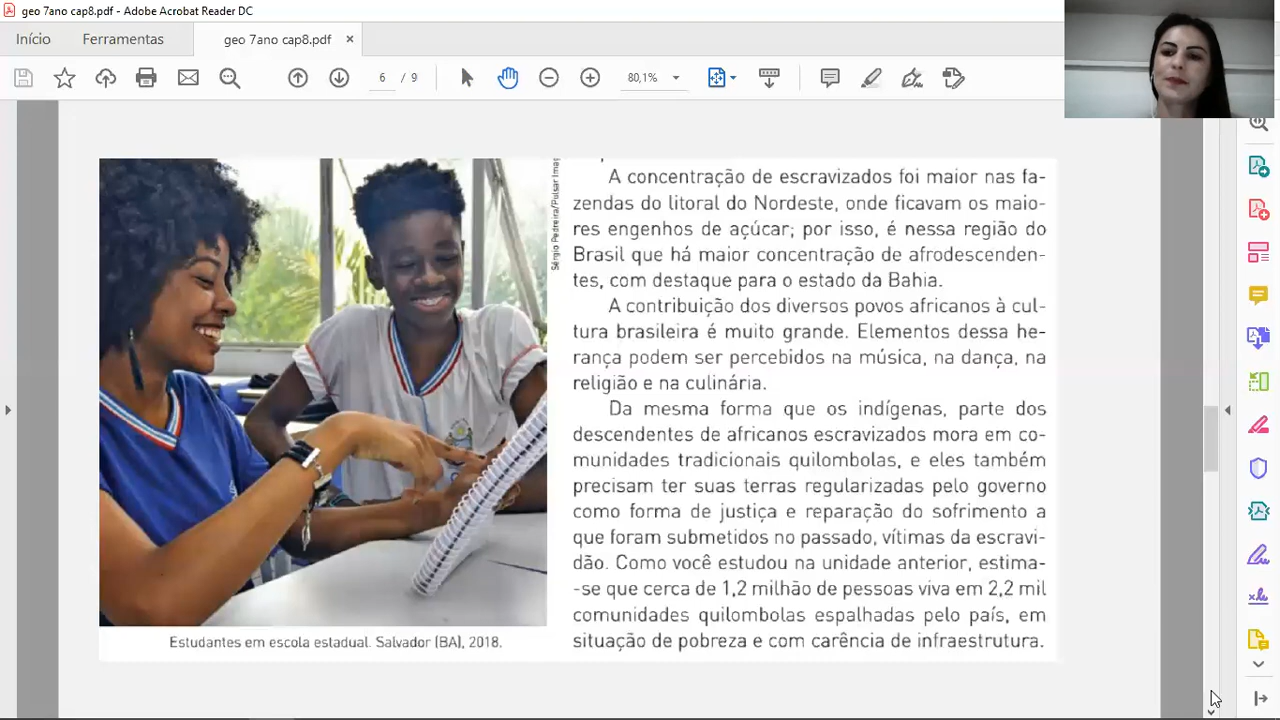 geo 7ano cap8.pdf - Adobe Acrobat Reader DC
Início
Ferramentas
geo 7ano cap8.pdf
6 / 9
80,1%
A concentração de escravizados foi maior nas fa-
zendas do litoral do Nordeste, onde ficavam os maio-
res engenhos de açúcar; por isso, é nessa região do
Brasil que há maior concentração de afrodescenden-
tes, com destaque para o estado da Bahia.
A contribuição dos diversos povos africanos à cul-
tura brasileira é muito grande. Elementos dessa he-
rança podem ser percebidos na música, na dança, na
religião e na culinária.
Da mesma forma que os indígenas, parte dos
descendentes de africanos escravizados mora em co-
munidades tradicionais quilombolas, e eles também
precisam ter suas terras regularizadas pelo governo
como forma de justiça e reparação do sofrimento a
que foram submetidos no passado, vítimas da escravi-
dão. Como você estudou na unidade anterior, estima-
-se que cerca de 1,2 milhão de pessoas viva em 2,2 mil
comunidades quilombolas espalhadas pelo país, em
situação de pobreza e com carência de infraestrutura.
Sérgio Pedreira/Pulsar
Estudantes em escola estadual. Salvador (BA), 2018.